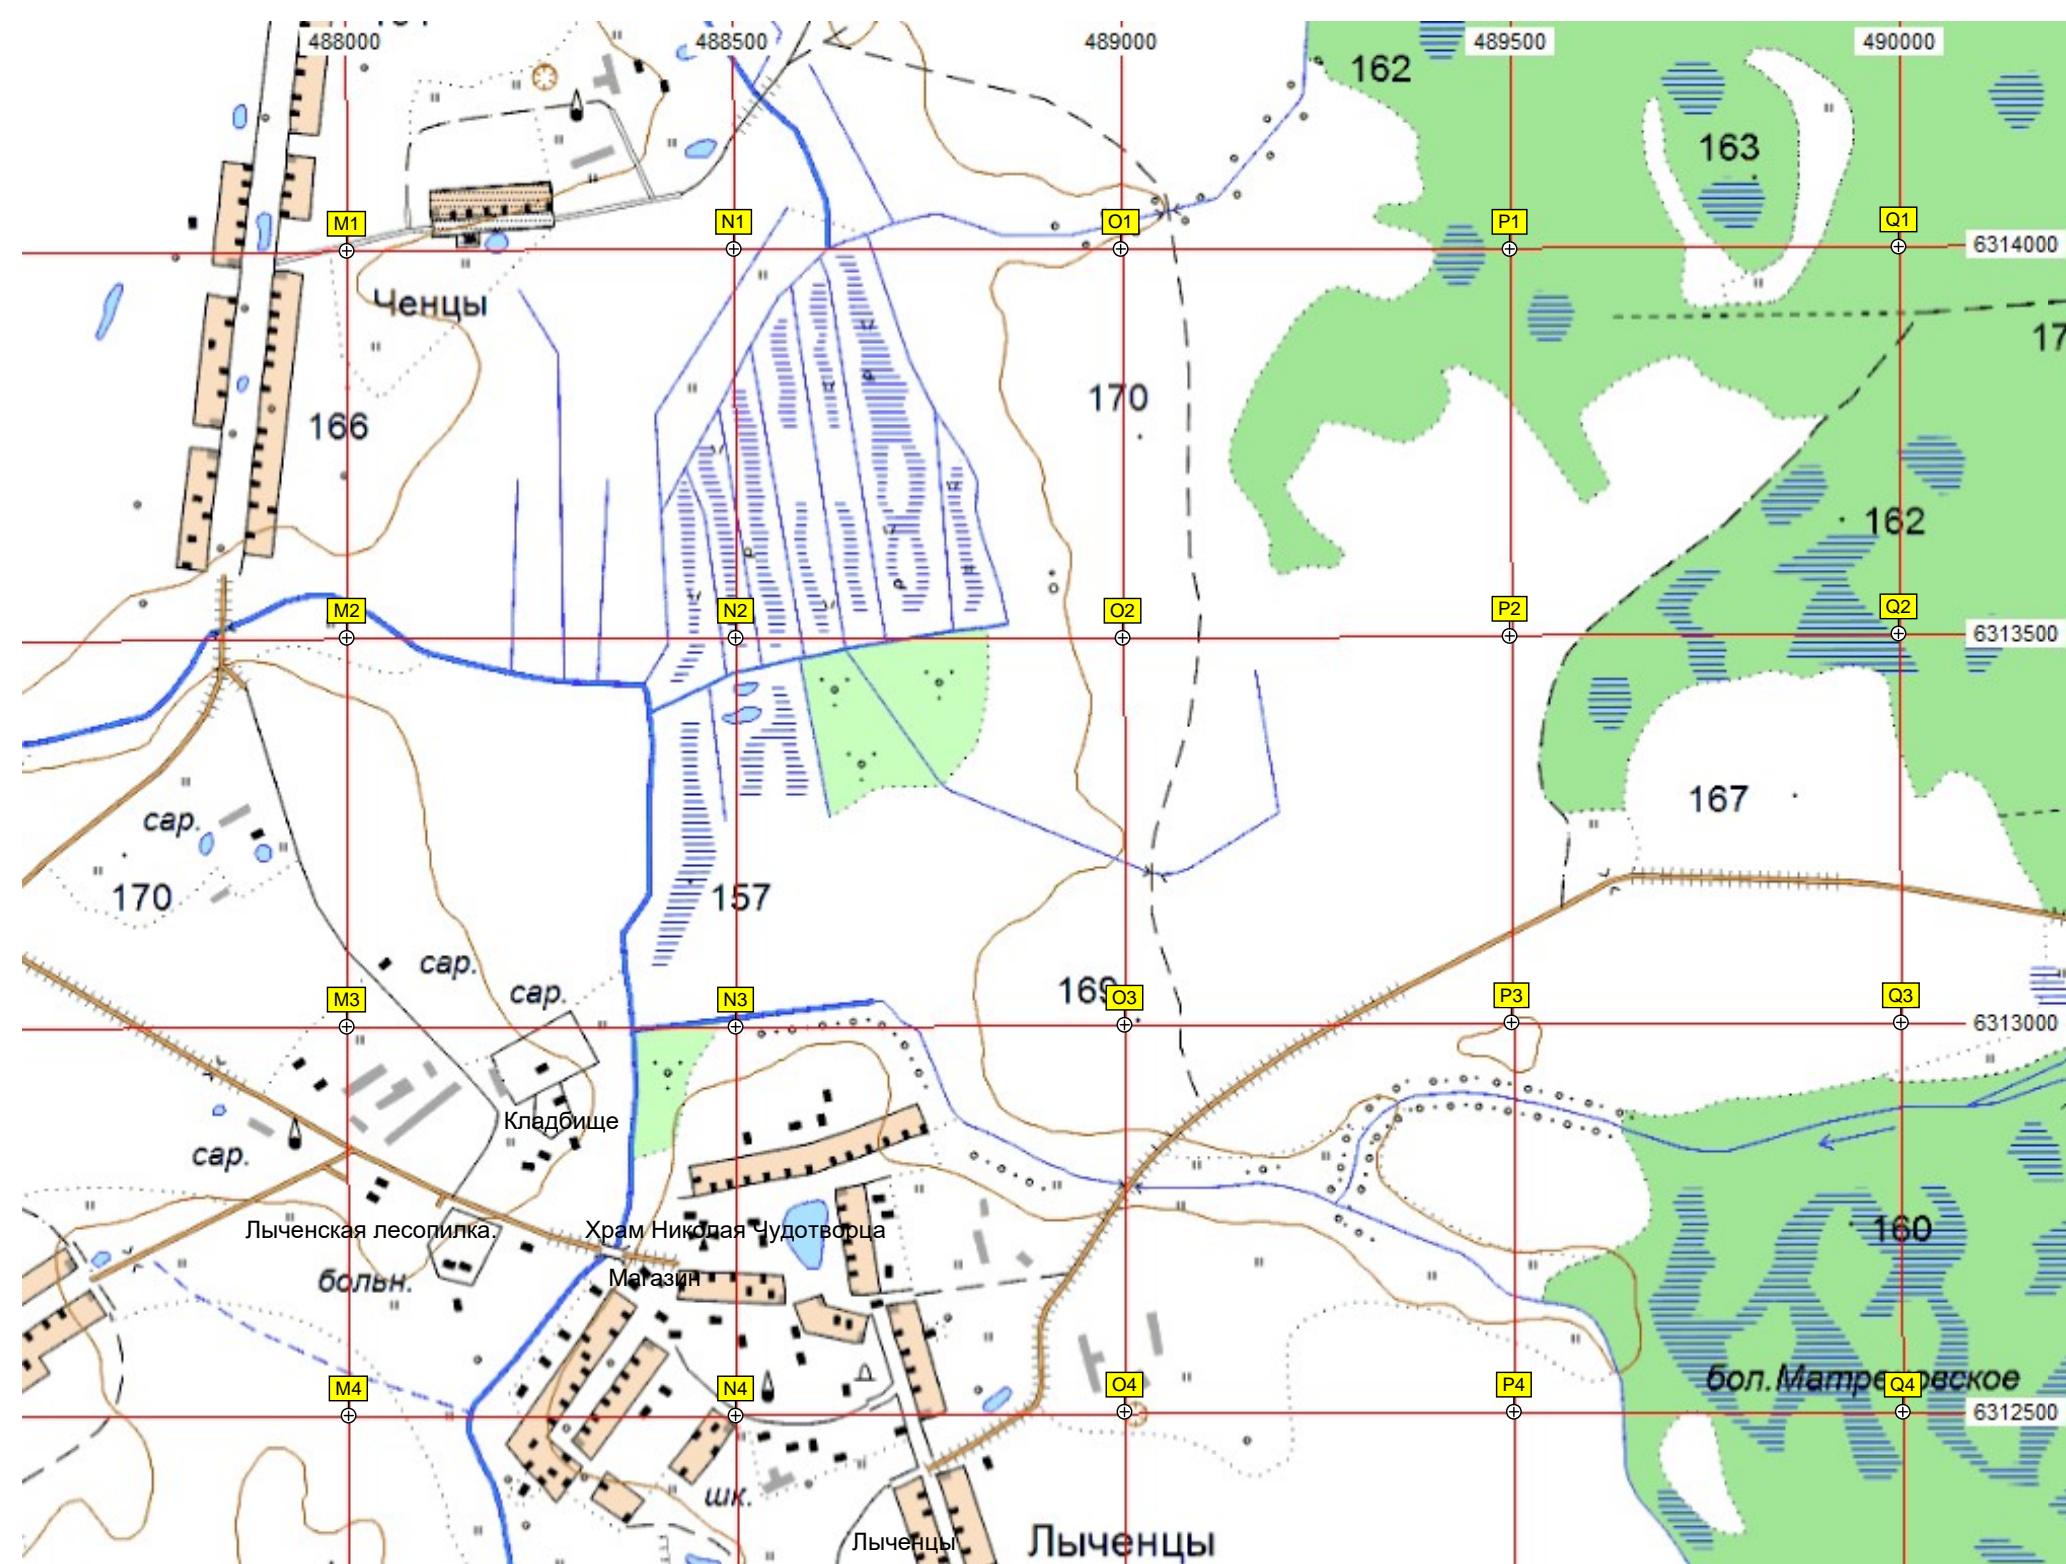 488000 488500 489000 489500 490000
162
163
M1 N1 O1 P1 Q1
6314000
Ченцы
17
170
166
162
M2 N2 O2 P2 Q2
6313500
167
сар.
170
157
сар.
сар.
169
M3 N3 O3 P3 Q3
6313000
Кладбище
сар.
Лыченская лесопилка.
Храм Николая Чудотворца
160
больн.
Магазин
бол.Матре
овское
M4 N4 O4 P4 Q4
6312500
шк.
Лыченцы
Лыченцы